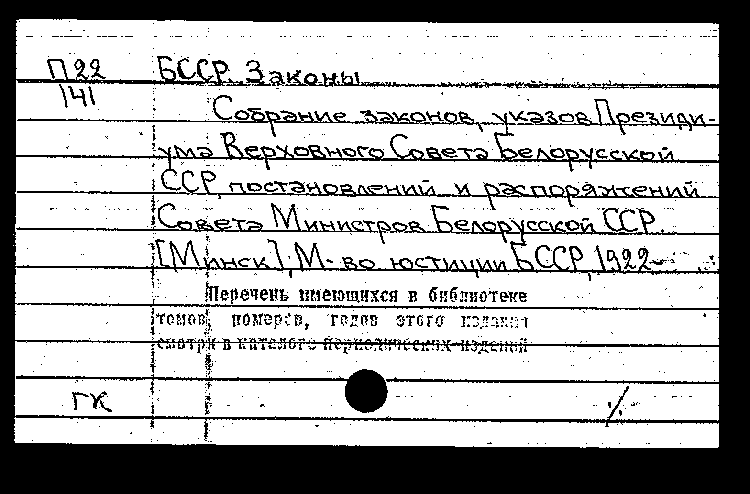 П22 БССР. Законы
141 Собрание законов, указов Президи-
ума Верховного Совета Белорусской
ССР, постановлений и распоряжений
Совета Министров Белорусской ССР.
[Минск], М-во юстиции БССР, 1922-
Перечень имеющихся в библиотеке
томов, номеров, годов этого издания
смотри в каталоге периодических изданий
ГК ·/·